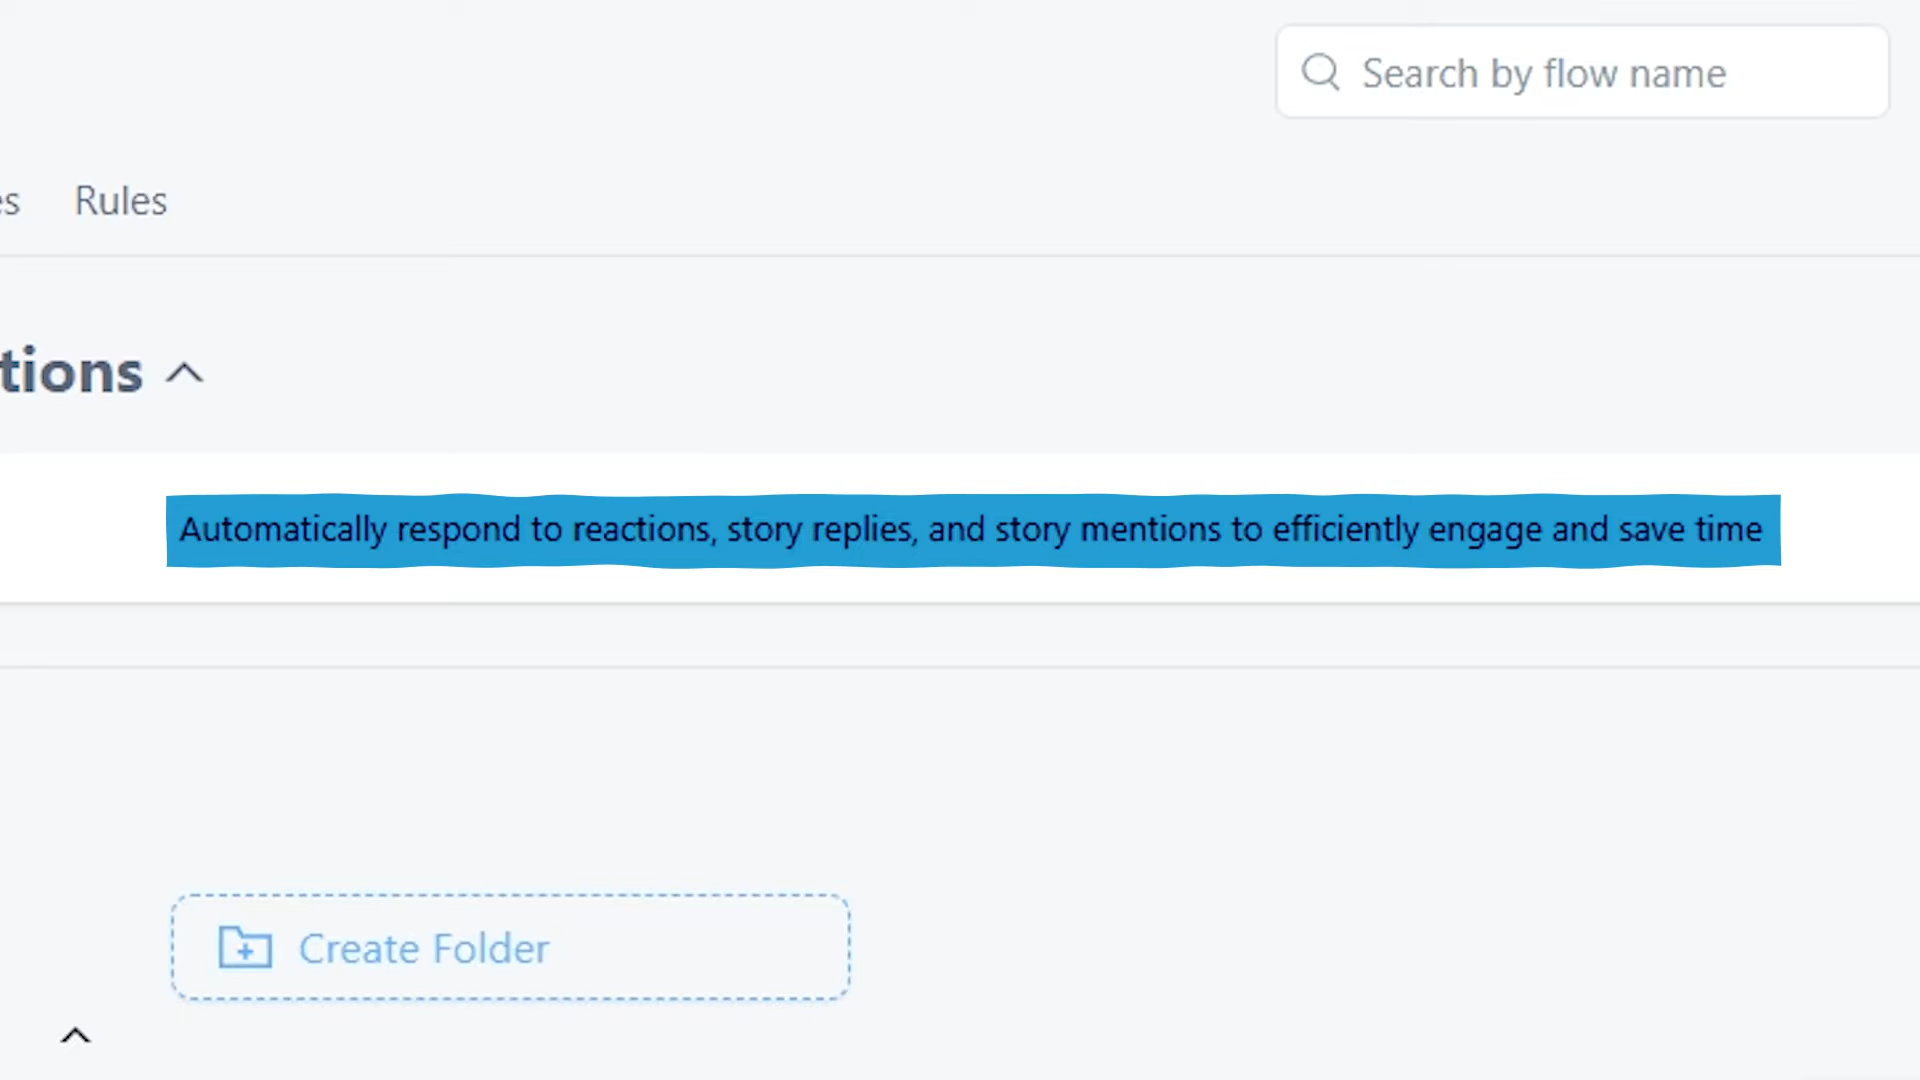 Search by flow name
es Rules
tions
Automatically respond to reactions, story replies, and story mentions to efficiently engage and save time
Create Folder